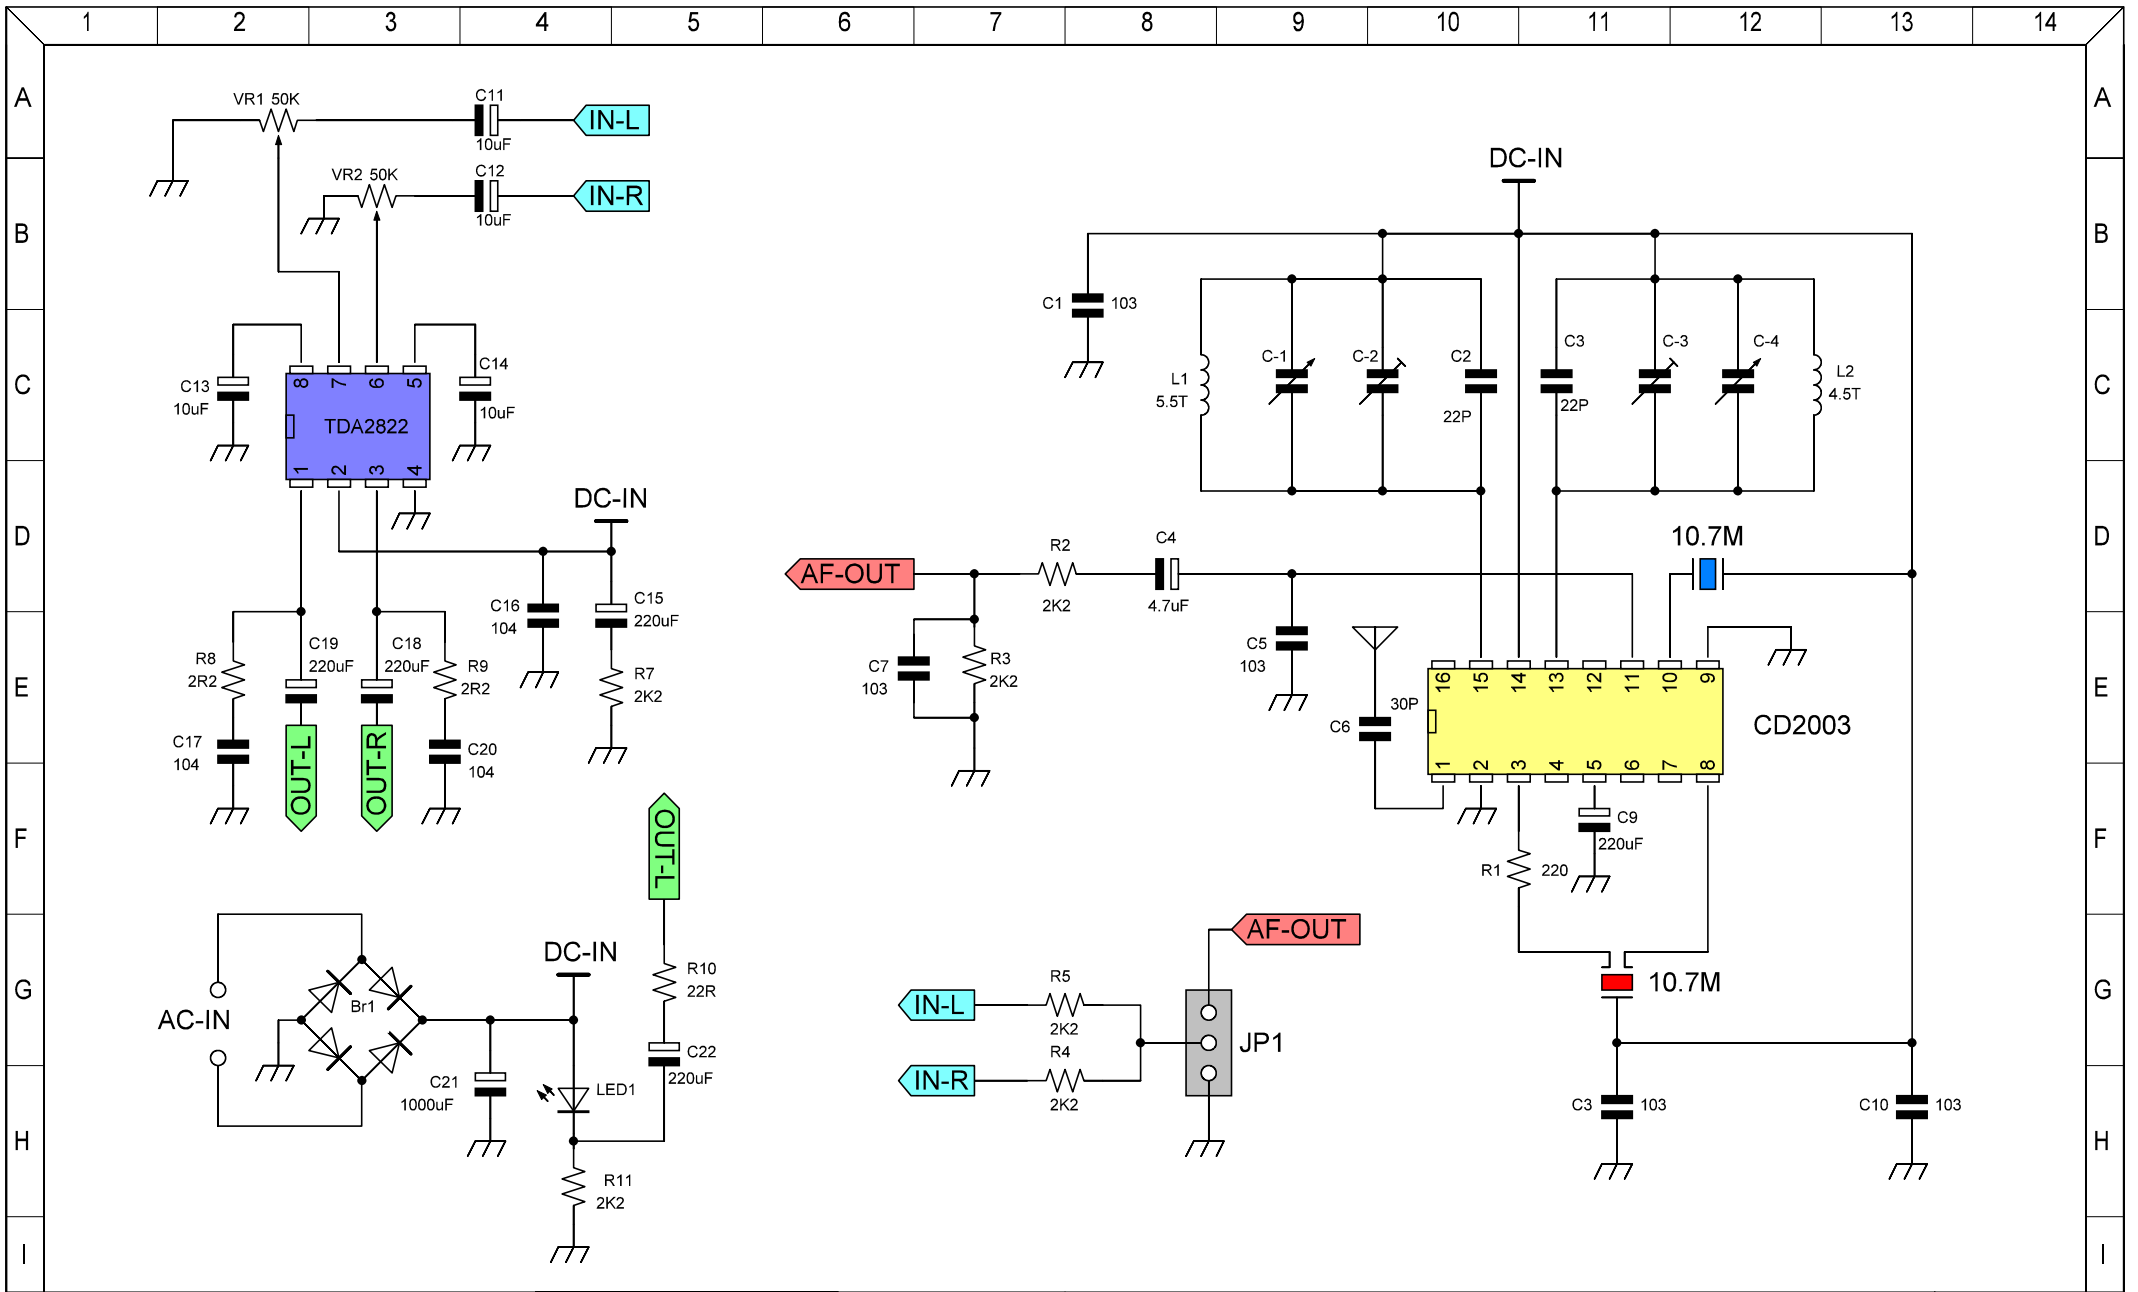 1 2 3 4 5 6 7 8 9 10 11 12 13 14
A
A
B
B
C
C
D
D
E
E
F
F
G
G
H
H
I
I
VR1 50K
C11
10uF
IN-L
VR2 50K
C12
10uF
IN-R
C13
10uF
C14
10uF
8 7 6 5
TDA2822
1 2 3 4
DC-IN
C16
104
C15
220uF
R7
2K2
R8
2R2
C19
220uF
C18
220uF
R9
2R2
C17
104
OUT-L
OUT-R
C20
104
OUT-L
AC-IN
Br1
DC-IN
C21
1000uF
LED1
R10
22R
C22
220uF
R11
2K2
DC-IN
C1
103
L1
5.5T
C-1
C-2
C2
22P
C3
22P
C-3
C-4
L2
4.5T
AF-OUT
R2
2K2
C4
4.7uF
10.7M
C7
103
R3
2K2
C5
103
C6
30P
16 15 14 13 12 11 10 9
CD2003
1 2 3 4 5 6 7 8
C9
220uF
R1
220
10.7M
AF-OUT
IN-L
R5
2K2
IN-R
R4
2K2
JP1
C3
103
C10
103